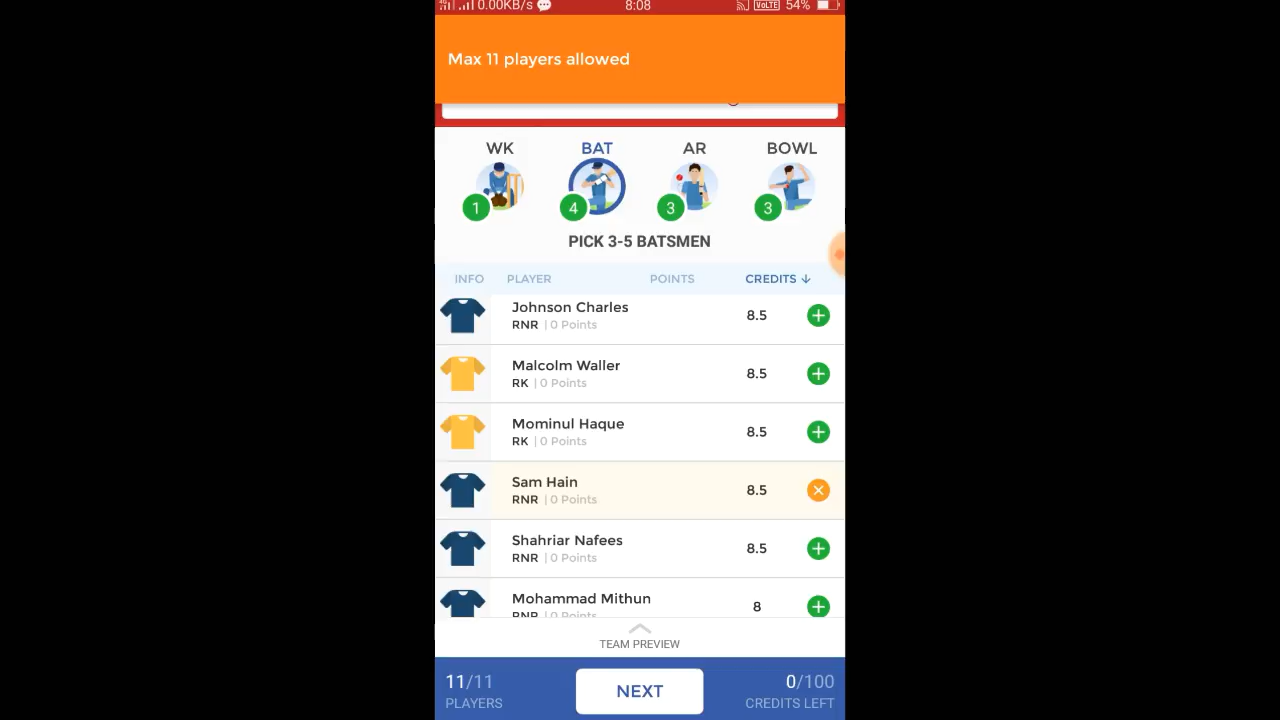 0.00KB/s 8:08 VoLTE 54%
Max 11 players allowed
WK BAT AR BOWL
1 4 3 3
PICK 3-5 BATSMEN
INFO PLAYER POINTS CREDITS ↓
Johnson Charles
RNR | 0 Points 8.5
Malcolm Waller
RK | 0 Points 8.5
Mominul Haque
RK | 0 Points 8.5
Sam Hain
RNR | 0 Points 8.5
Shahriar Nafees
RNR | 0 Points 8.5
Mohammad Mithun
RNR | 0 Points 8
TEAM PREVIEW
11/11 NEXT 0/100
PLAYERS CREDITS LEFT